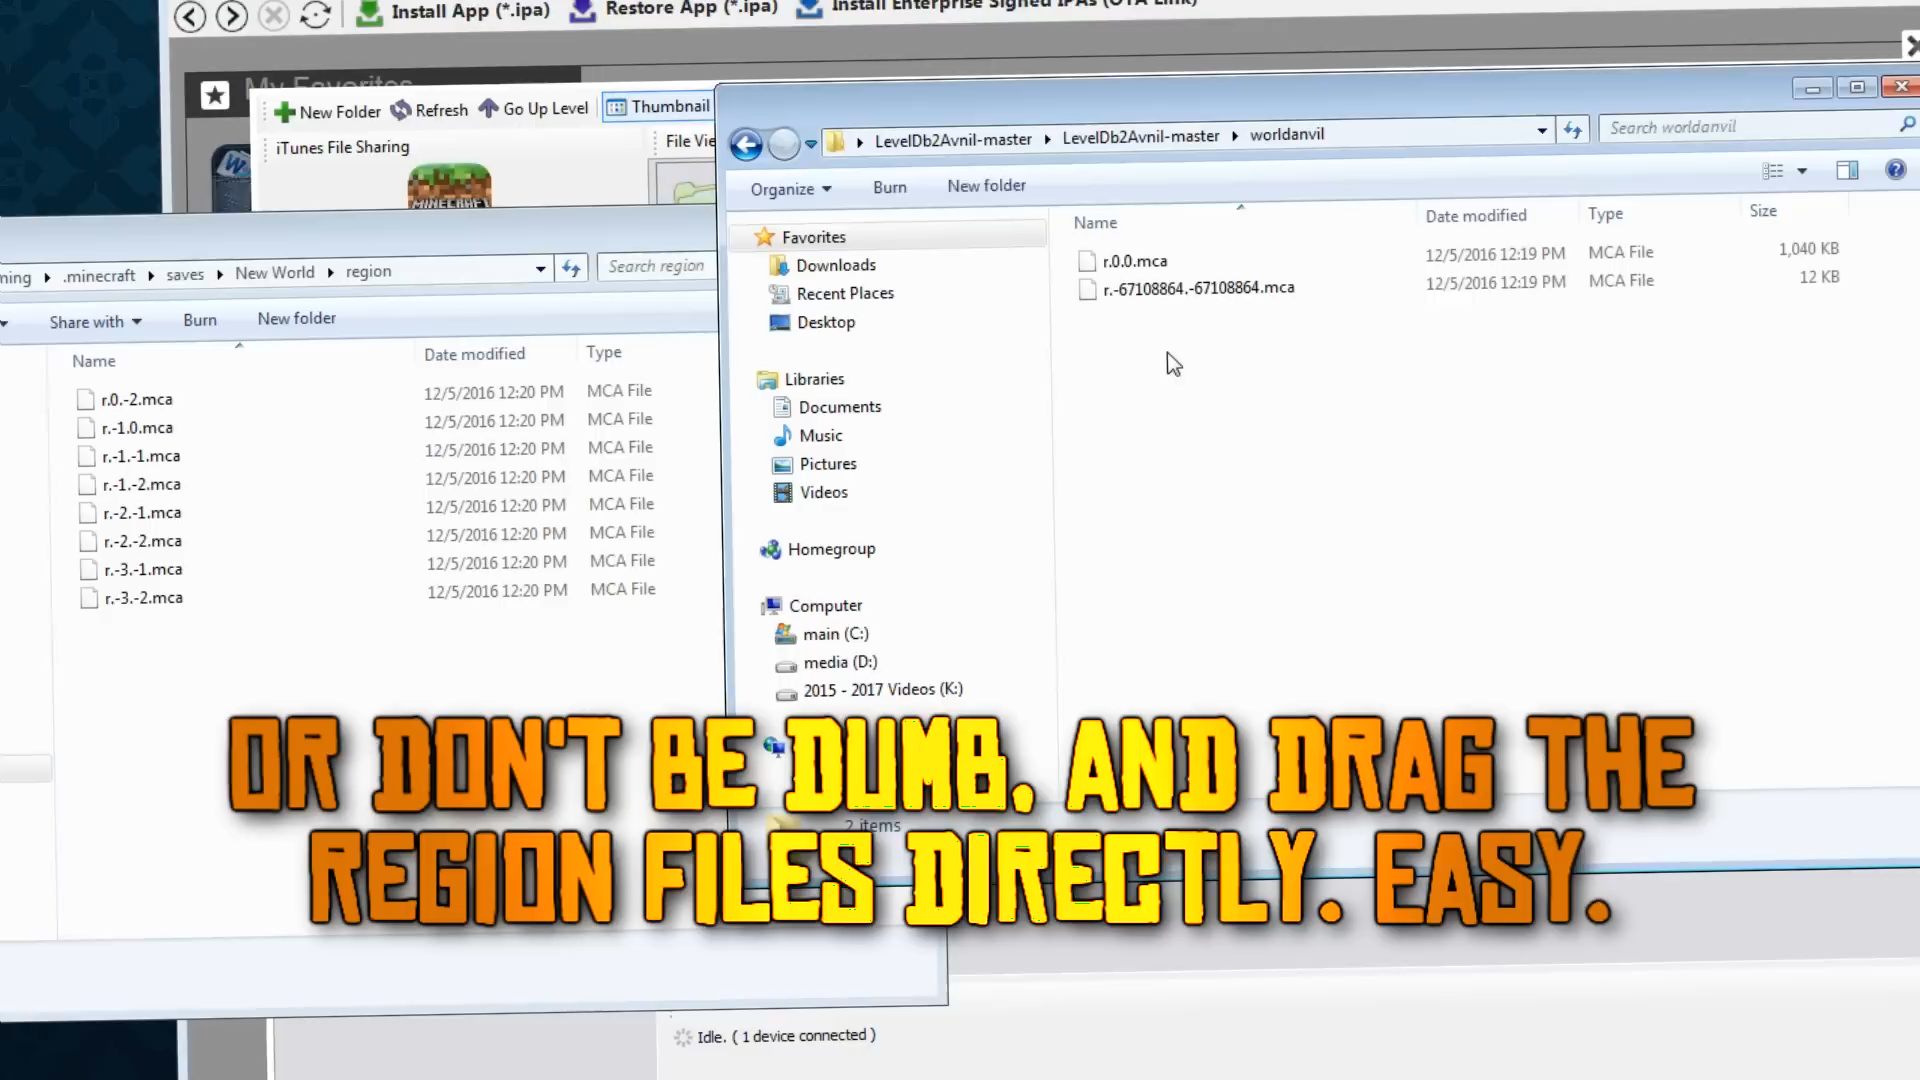 Install App (*.ipa)
Restore App (*.ipa)
Install Enterprise Signed IPAs (OTA Link)
My Favorites
New Folder
Refresh
Go Up Level
Thumbnail
iTunes File Sharing
File Vie
MINECRAFT
ming
.minecraft
saves
New World
region
Search region
Share with
Burn
New folder
Name
Date modified
Type
r.0.-2.mca 12/5/2016 12:20 PM MCA File
r.-1.0.mca 12/5/2016 12:20 PM MCA File
r.-1.-1.mca 12/5/2016 12:20 PM MCA File
r.-1.-2.mca 12/5/2016 12:20 PM MCA File
r.-2.-1.mca 12/5/2016 12:20 PM MCA File
r.-2.-2.mca 12/5/2016 12:20 PM MCA File
r.-3.-1.mca 12/5/2016 12:20 PM MCA File
r.-3.-2.mca 12/5/2016 12:20 PM MCA File
LevelDb2Avnil-master
LevelDb2Avnil-master
worldanvil
Search worldanvil
Organize
Burn
New folder
Favorites
Downloads
Recent Places
Desktop
Libraries
Documents
Music
Pictures
Videos
Homegroup
Computer
main (C:)
media (D:)
2015 - 2017 Videos (K:)
Name
Date modified
Type
Size
r.0.0.mca 12/5/2016 12:19 PM MCA File 1,040 KB
r.-67108864.-67108864.mca 12/5/2016 12:19 PM MCA File 12 KB
2 items
OR DON'T BE DUMB, AND DRAG THE
REGION FILES DIRECTLY. EASY.
Idle. ( 1 device connected )